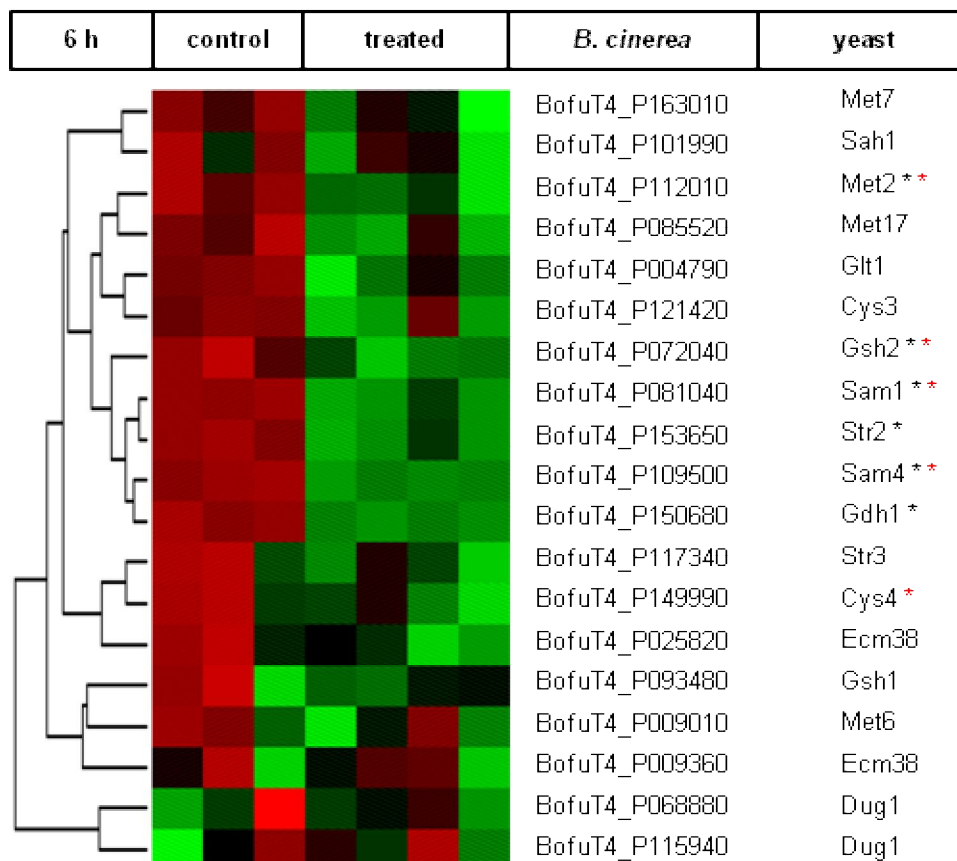 6 h control treated B. cinerea yeast
BofuT4_P163010 Met7
BofuT4_P101990 Sah1
BofuT4_P112010 Met2 * *
BofuT4_P085520 Met17
BofuT4_P004790 Glt1
BofuT4_P121420 Cys3
BofuT4_P072040 Gsh2 * *
BofuT4_P081040 Sam1 * *
BofuT4_P153650 Str2 *
BofuT4_P109500 Sam4 * *
BofuT4_P150680 Gdh1 *
BofuT4_P117340 Str3
BofuT4_P149990 Cys4 *
BofuT4_P025820 Ecm38
BofuT4_P093480 Gsh1
BofuT4_P009010 Met6
BofuT4_P009360 Ecm38
BofuT4_P068880 Dug1
BofuT4_P115940 Dug1